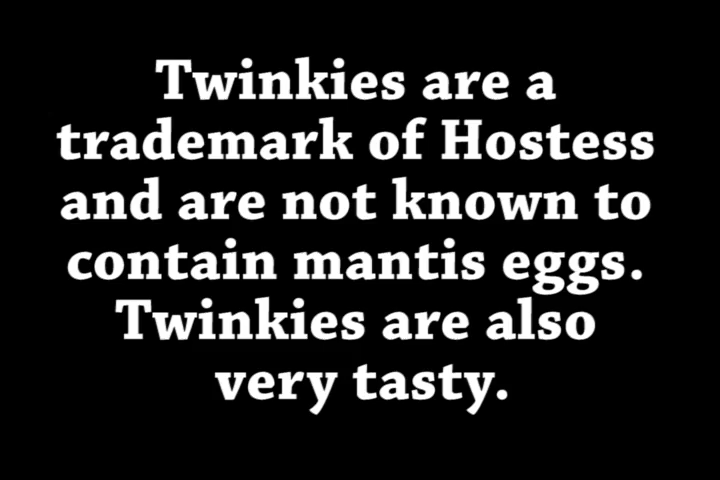 Twinkies are a
trademark of Hostess
and are not known to
contain mantis eggs.
Twinkies are also
very tasty.